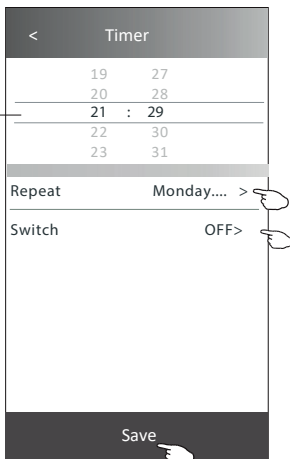 < Timer
19 27
20 28
21 : 29
22 30
23 31
Repeat Monday.... >
Switch OFF>
Save